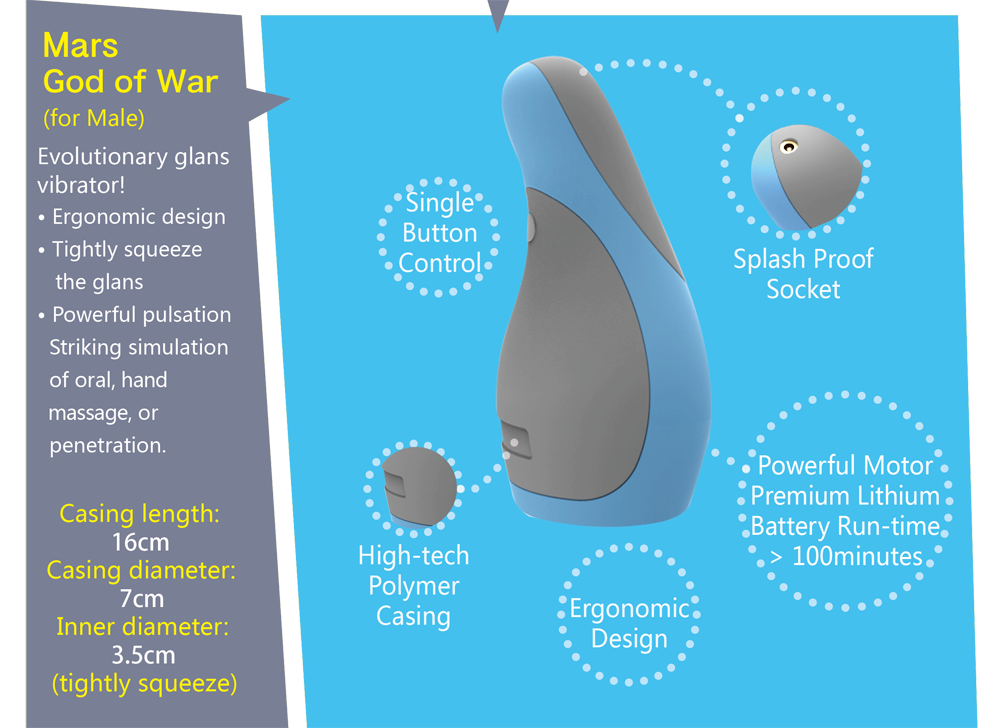 Mars
God of War
(for Male)
Evolutionary glans
vibrator!
• Ergonomic design
• Tightly squeeze
the glans
• Powerful pulsation
Striking simulation
of oral, hand
massage, or
penetration.
Casing length:
16cm
Casing diameter:
7cm
Inner diameter:
3.5cm
(tightly squeeze)
Single
Button
Control
Splash Proof
Socket
High-tech
Polymer
Casing
Powerful Motor
Premium Lithium
Battery Run-time
> 100minutes
Ergonomic
Design